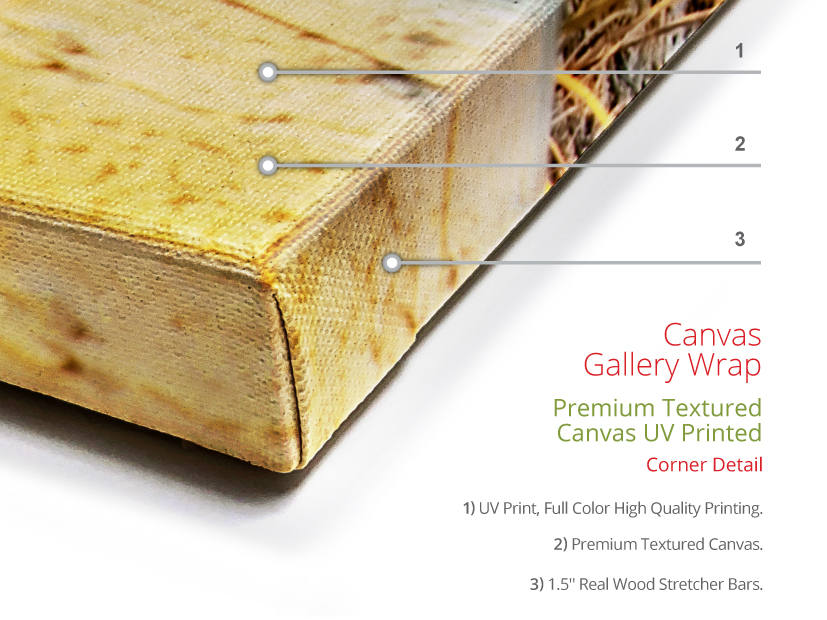 1
2
3
Canvas
Gallery Wrap
Premium Textured
Canvas UV Printed
Corner Detail
1) UV Print, Full Color High Quality Printing.
2) Premium Textured Canvas.
3) 1.5" Real Wood Stretcher Bars.